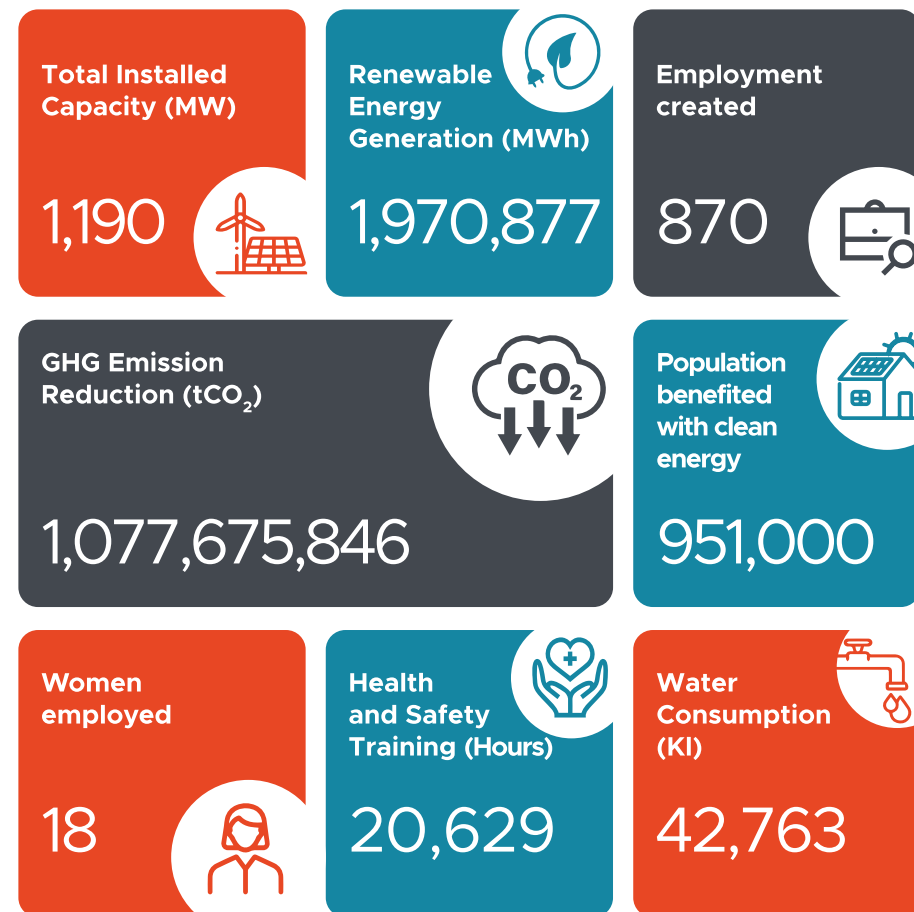 Total Installed
Capacity (MW)
1,190
Renewable
Energy
Generation (MWh)
1,970,877
Employment
created
870
GHG Emission
Reduction (tCO₂)
1,077,675,846
CO₂
Population
benefited
with clean
energy
951,000
Women
employed
18
Health
and Safety
Training (Hours)
20,629
Water
Consumption
(Kl)
42,763